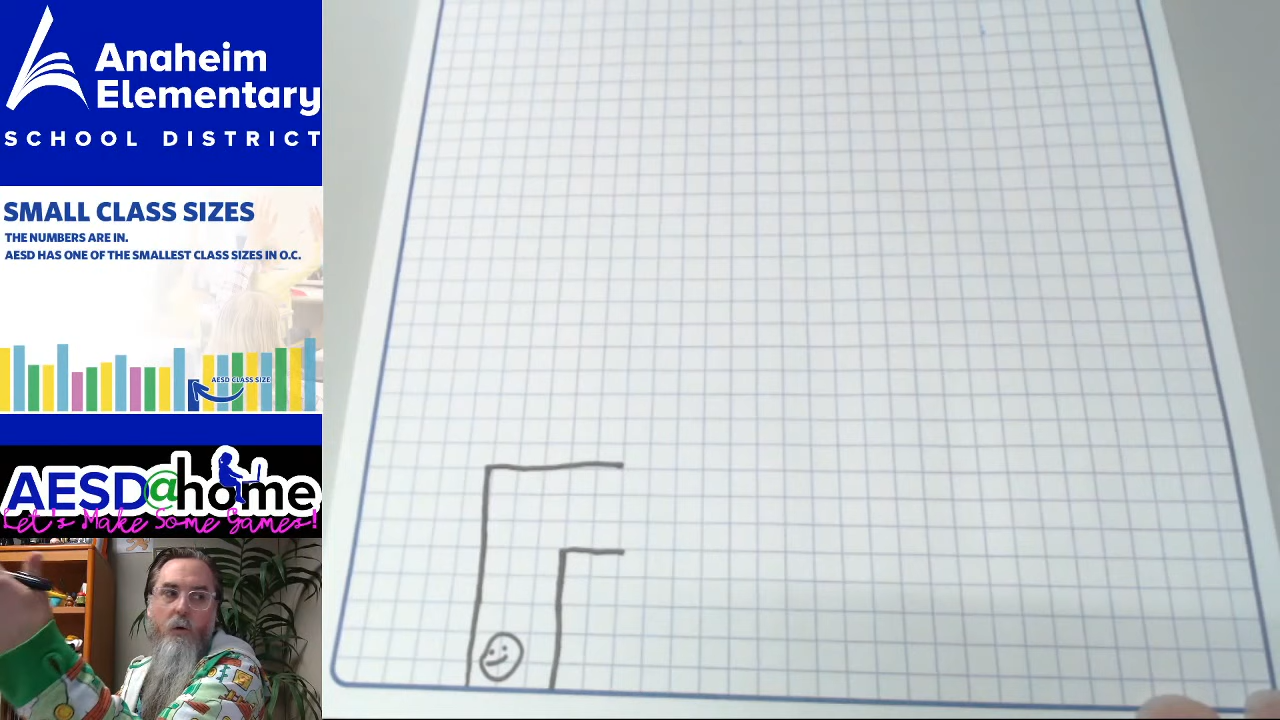 Anaheim
Elementary
SCHOOL DISTRICT
SMALL CLASS SIZES
THE NUMBERS ARE IN.
AESD HAS ONE OF THE SMALLEST CLASS SIZES IN O.C.
AESD CLASS SIZE
AESD@home
Let's Make Some Games!